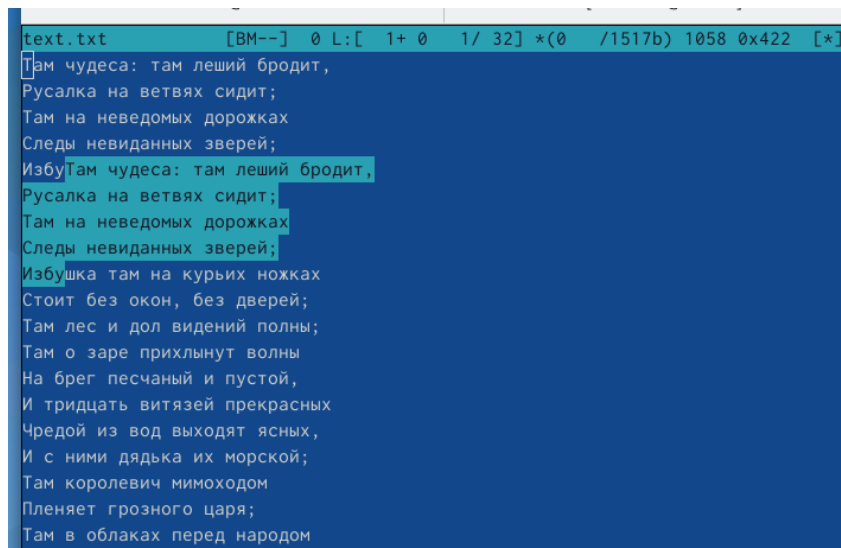 text.txt [BM--] 0 L:[ 1+ 0 1/ 32] *(0 /1517b) 1058 0x422 [*]
Там чудеса: там леший бродит,
Русалка на ветвях сидит;
Там на неведомых дорожках
Следы невиданных зверей;
ИзбуТам чудеса: там леший бродит,
Русалка на ветвях сидит;
Там на неведомых дорожках
Следы невиданных зверей;
Избушка там на курьих ножках
Стоит без окон, без дверей;
Там лес и дол видений полны;
Там о заре прихлынут волны
На брег песчаный и пустой,
И тридцать витязей прекрасных
Чредой из вод выходят ясных,
И с ними дядька их морской;
Там королевич мимоходом
Пленяет грозного царя;
Там в облаках перед народом